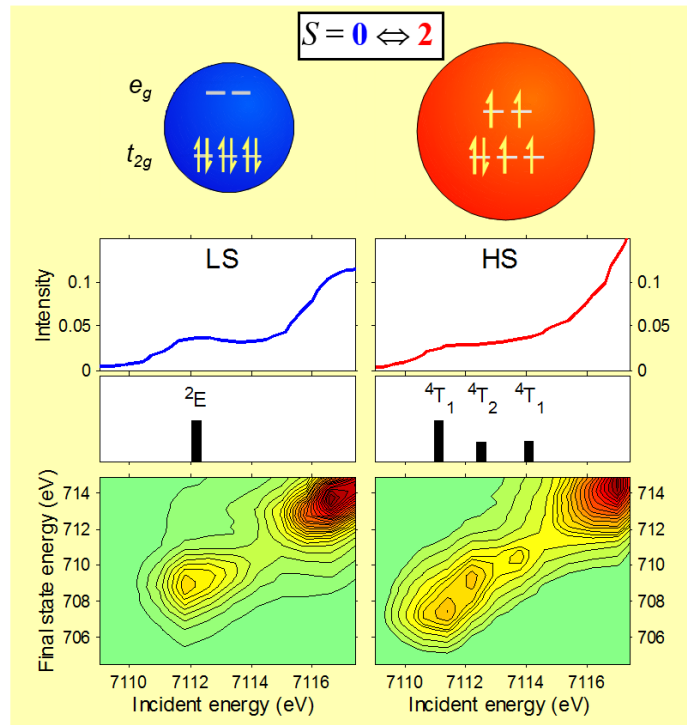 S = 0 ⇔ 2
e_g
t_{2g}
LS
HS
Intensity
0.1
0.05
0
0.1
0.05
0
²E
⁴T₁
⁴T₂
⁴T₁
Final state energy (eV)
714
712
710
708
706
714
712
710
708
706
7110 7112 7114 7116
7110 7112 7114 7116
Incident energy (eV)
Incident energy (eV)